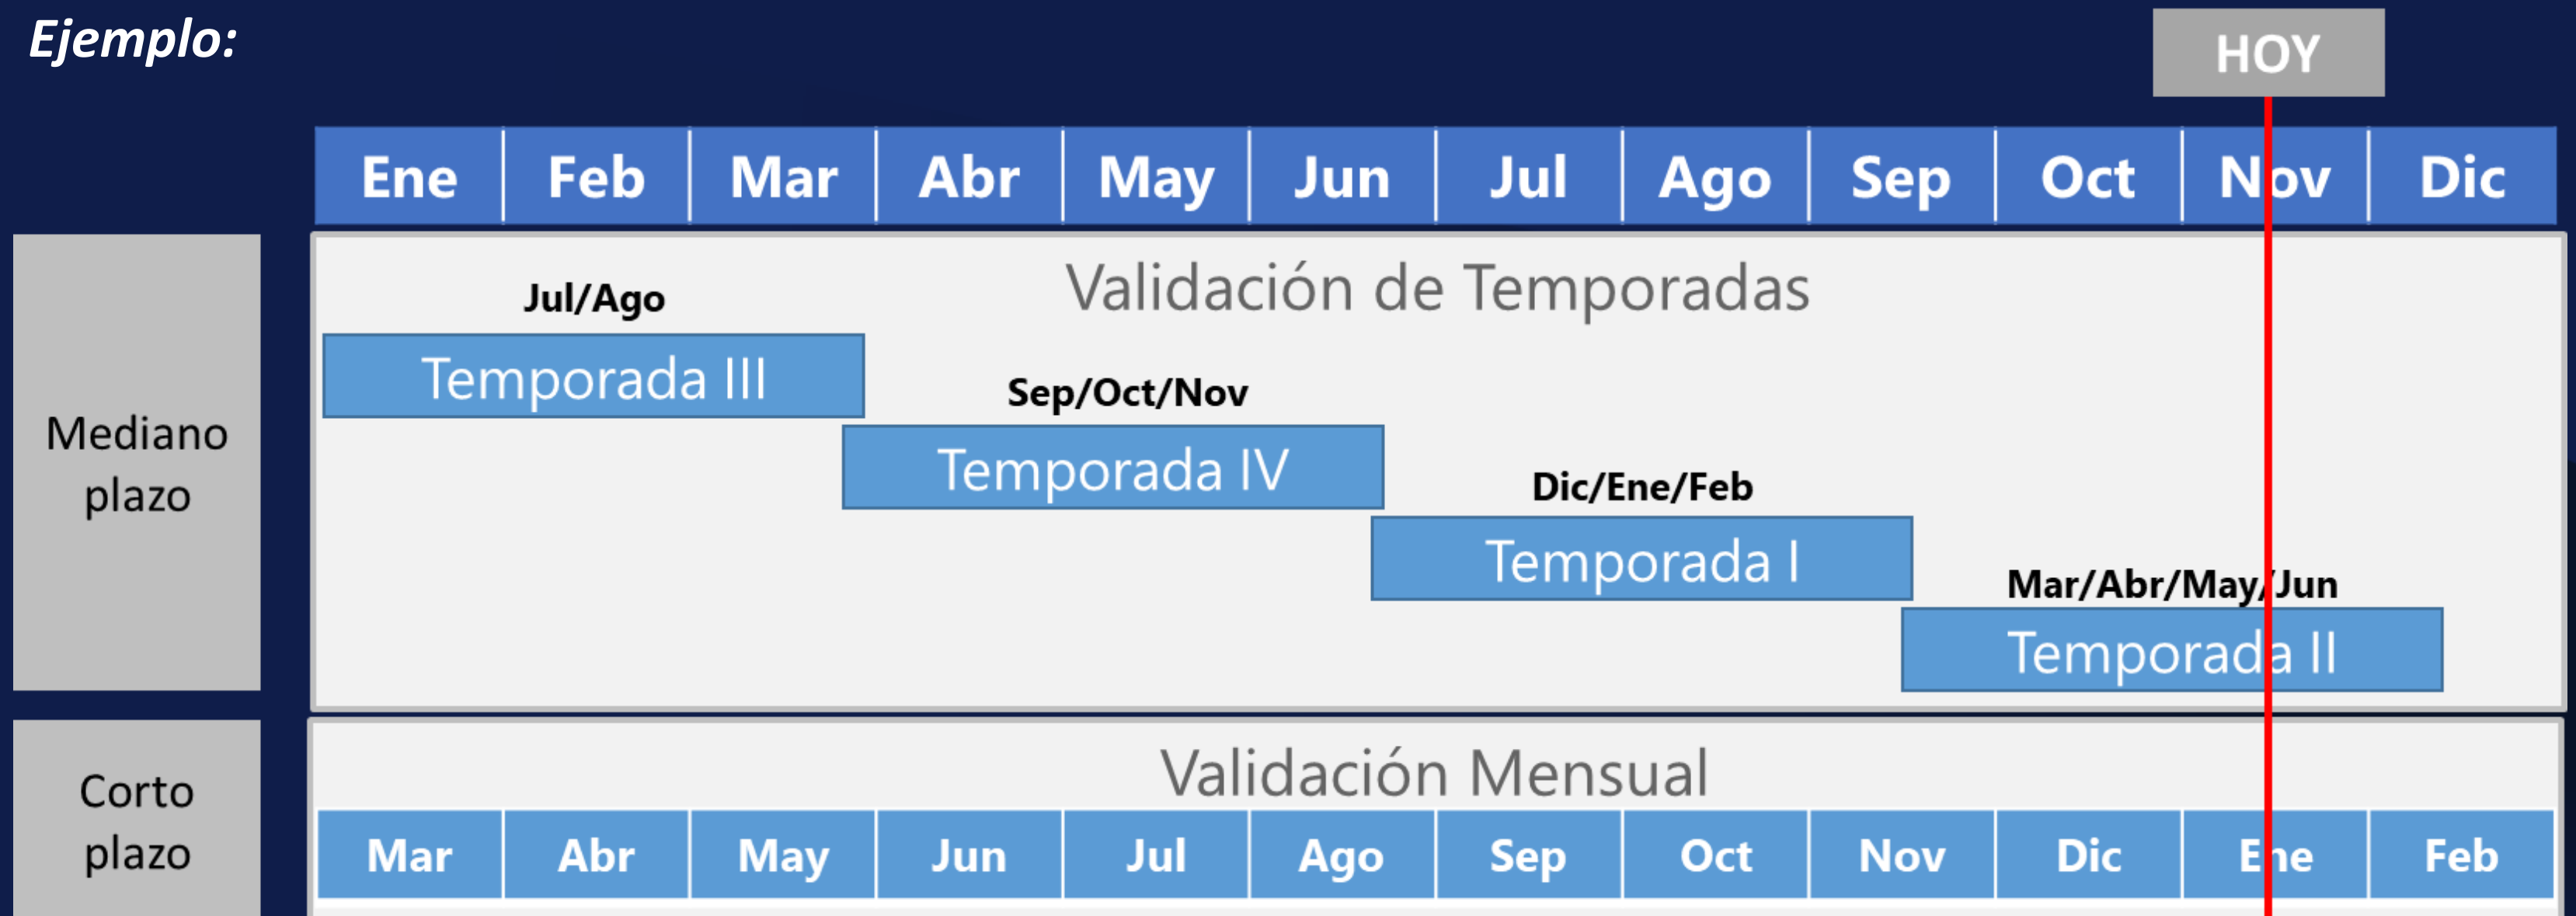 Ejemplo:
HOY
Ene Feb Mar Abr May Jun Jul Ago Sep Oct Nov Dic
Mediano
plazo
Validación de Temporadas
Jul/Ago
Temporada III
Sep/Oct/Nov
Temporada IV
Dic/Ene/Feb
Temporada I
Mar/Abr/May/Jun
Temporada II
Corto
plazo
Validación Mensual
Mar Abr May Jun Jul Ago Sep Oct Nov Dic Ene Feb